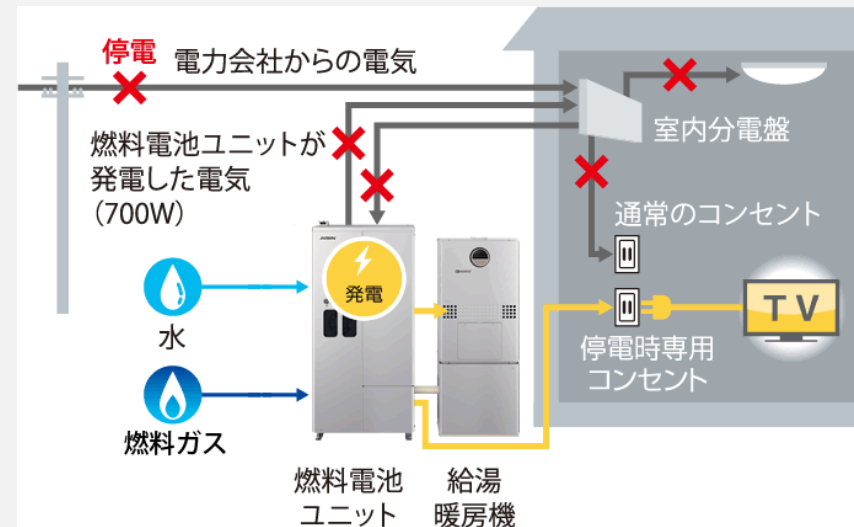 停電
電力会社からの電気
燃料電池ユニットが
発電した電気
(700W)
室内分電盤
通常のコンセント
発電
水
TV
停電時専用
コンセント
燃料ガス
燃料電池
ユニット
給湯
暖房機